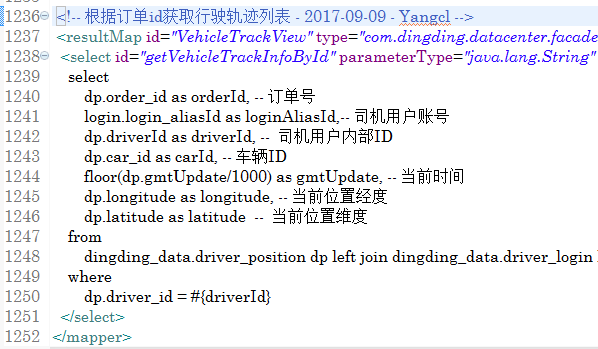 1236 <!-- 根据订单id获取行驶轨迹列表 - 2017-09-09 - Yangcl -->
1237 <resultMap id="VehicleTrackView" type="com.dingding.datacenter.facade
1238 <select id="getVehicleTrackInfoById" parameterType="java.lang.String"
1239 select
1240 dp.order_id as orderId, -- 订单号
1241 login.login_aliasId as loginAliasId,-- 司机用户账号
1242 dp.driverId as driverId, -- 司机用户内部ID
1243 dp.car_id as carId, -- 车辆ID
1244 floor(dp.gmtUpdate/1000) as gmtUpdate, -- 当前时间
1245 dp.longitude as longitude, -- 当前位置经度
1246 dp.latitude as latitude -- 当前位置维度
1247 from
1248 dingding_data.driver_position dp left join dingding_data.driver_login
1249 where
1250 dp.driver_id = #{driverId}
1251 </select>
1252 </mapper>